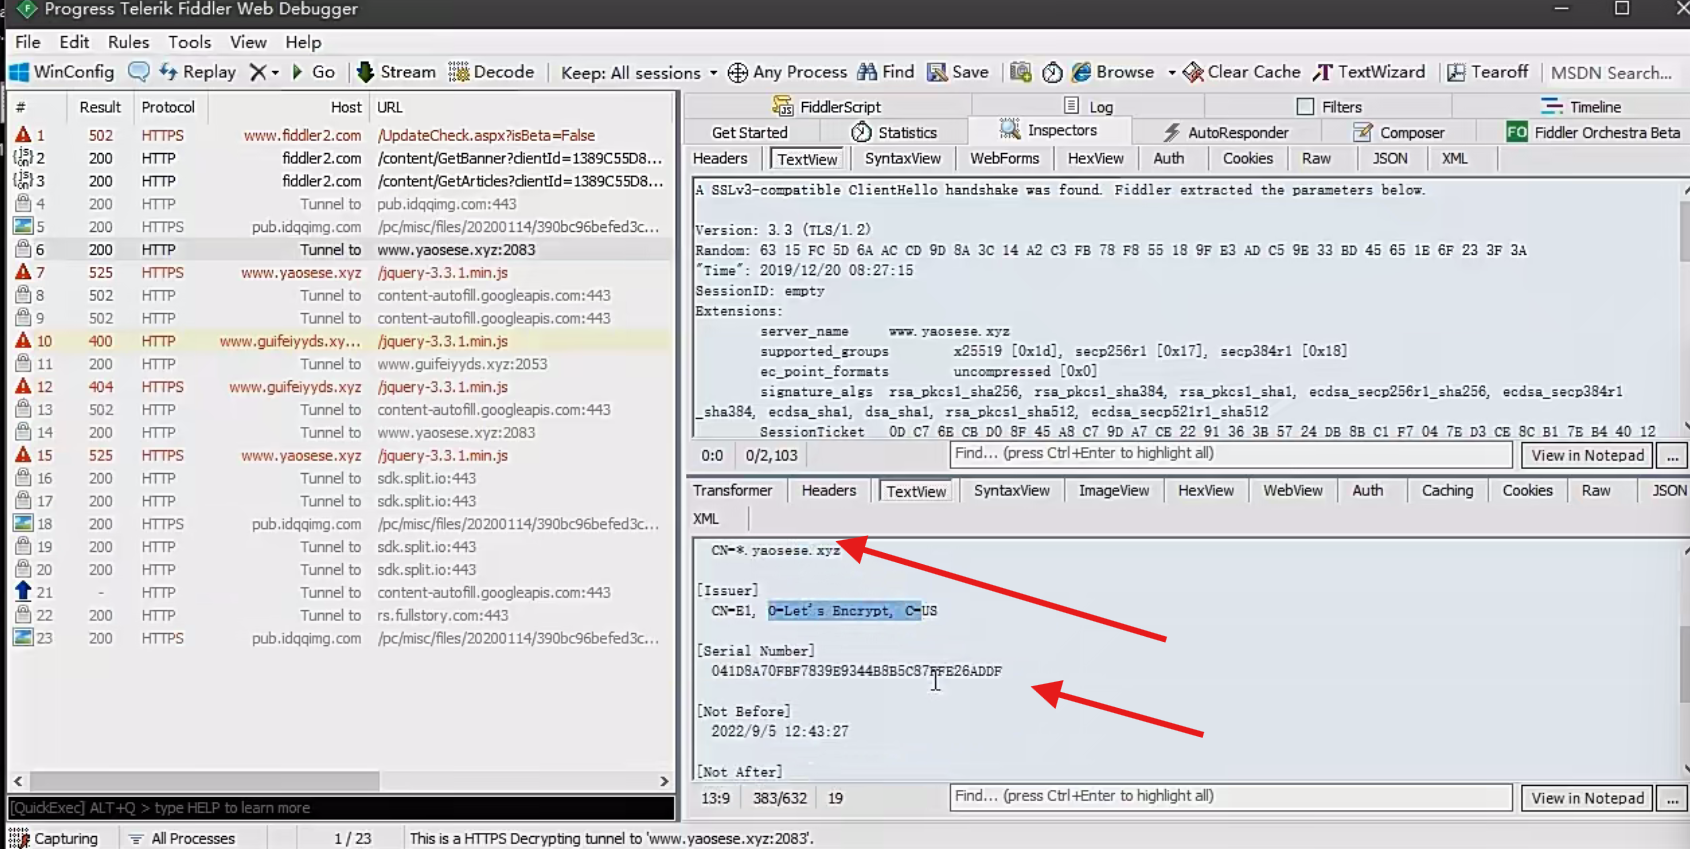 Progress Telerik Fiddler Web Debugger
File Edit Rules Tools View Help
WinConfig Replay Go Stream Decode Keep: All sessions Any Process Find Save Browse Clear Cache TextWizard Tearoff MSDN Search...
# Result Protocol Host URL
1 502 HTTPS www.fiddler2.com /UpdateCheck.aspx?isBeta=False
2 200 HTTP fiddler2.com /content/GetBanner?clientId=1389C55D8...
3 200 HTTP fiddler2.com /content/GetArticles?clientId=1389C55D8...
4 200 HTTP Tunnel to pub.idqqimg.com:443
5 200 HTTPS pub.idqqimg.com /pc/misc/files/20200114/390bc96befed3c...
6 200 HTTP Tunnel to www.yaosese.xyz:2083
7 525 HTTPS www.yaosese.xyz /jquery-3.3.1.min.js
8 502 HTTP Tunnel to content-autofill.googleapis.com:443
9 502 HTTP Tunnel to content-autofill.googleapis.com:443
10 400 HTTP www.guifeiyyds.xy... /jquery-3.3.1.min.js
11 200 HTTP Tunnel to www.guifeiyyds.xyz:2053
12 404 HTTPS www.guifeiyyds.xyz /jquery-3.3.1.min.js
13 502 HTTP Tunnel to content-autofill.googleapis.com:443
14 200 HTTP Tunnel to www.yaosese.xyz:2083
15 525 HTTPS www.yaosese.xyz /jquery-3.3.1.min.js
16 200 HTTP Tunnel to sdk.split.io:443
17 200 HTTP Tunnel to sdk.split.io:443
18 200 HTTPS pub.idqqimg.com /pc/misc/files/20200114/390bc96befed3c...
19 200 HTTP Tunnel to sdk.split.io:443
20 200 HTTP Tunnel to sdk.split.io:443
21 - HTTP Tunnel to content-autofill.googleapis.com:443
22 200 HTTP Tunnel to rs.fullstory.com:443
23 200 HTTPS pub.idqqimg.com /pc/misc/files/20200114/390bc96befed3c...
[QuickExec] ALT+Q > type HELP to learn more
FiddlerScript Log Filters Timeline
Get Started Statistics Inspectors AutoResponder Composer FO Fiddler Orchestra Beta
Headers TextView SyntaxView WebForms HexView Auth Cookies Raw JSON XML
A SSLv3-compatible ClientHello handshake was found. Fiddler extracted the parameters below.
Version: 3.3 (TLS/1.2)
Random: 63 15 FC 5D 6A AC CD 9D 8A 3C 14 A2 C3 FB 78 F8 55 18 9F E3 AD C5 9E 33 BD 45 65 1E 6F 23 3F 3A
"Time": 2019/12/20 08:27:15
SessionID: empty
Extensions:
server_name www.yaosese.xyz
supported_groups x25519 [0x1d], secp256r1 [0x17], secp384r1 [0x18]
ec_point_formats uncompressed [0x0]
signature_algs rsa_pkcs1_sha256, rsa_pkcs1_sha384, rsa_pkcs1_sha1, ecdsa_secp256r1_sha256, ecdsa_secp384r1
_sha384, ecdsa_sha1, dsa_sha1, rsa_pkcs1_sha512, ecdsa_secp521r1_sha512
SessionTicket 0D C7 6E CB D0 8F 45 A8 C7 9D A7 CE 22 91 36 3B 57 24 DB 8B C1 F7 04 7E D3 CE 8C B1 7E B4 40 12
0:0 0/2,103 Find... (press Ctrl+Enter to highlight all) View in Notepad ...
Transformer Headers TextView SyntaxView ImageView HexView WebView Auth Caching Cookies Raw JSON
XML
CN=*.yaosese.xyz
[Issuer]
CN=E1, O=Let's Encrypt, C=US
[Serial Number]
041D8A70FBF7839E9344B8B5C87FFE26ADDF
[Not Before]
2022/9/5 12:43:27
[Not After]
13:9 383/632 19 Find... (press Ctrl+Enter to highlight all) View in Notepad ...
Capturing All Processes 1 / 23 This is a HTTPS Decrypting tunnel to 'www.yaosese.xyz:2083'.